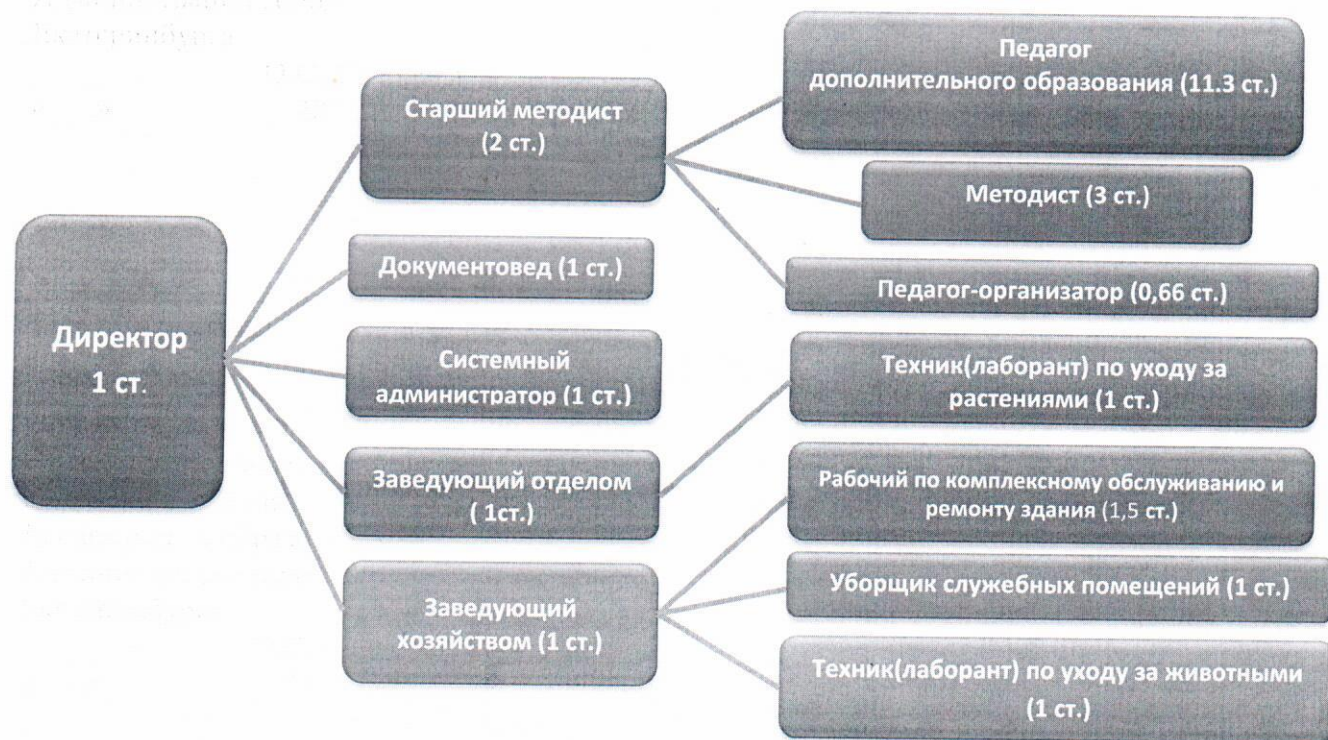 Директор
1 ст.
Старший методист
(2 ст.)
Документовед (1 ст.)
Системный
администратор (1 ст.)
Заведующий отделом
( 1ст.)
Заведующий
хозяйством (1 ст.)
Педагог
дополнительного образования (11.3 ст.)
Методист (3 ст.)
Педагог-организатор (0,66 ст.)
Техник(лаборант) по уходу за
растениями (1 ст.)
Рабочий по комплексному обслуживанию и
ремонту здания (1,5 ст.)
Уборщик служебных помещений (1 ст.)
Техник(лаборант) по уходу за животными
(1 ст.)